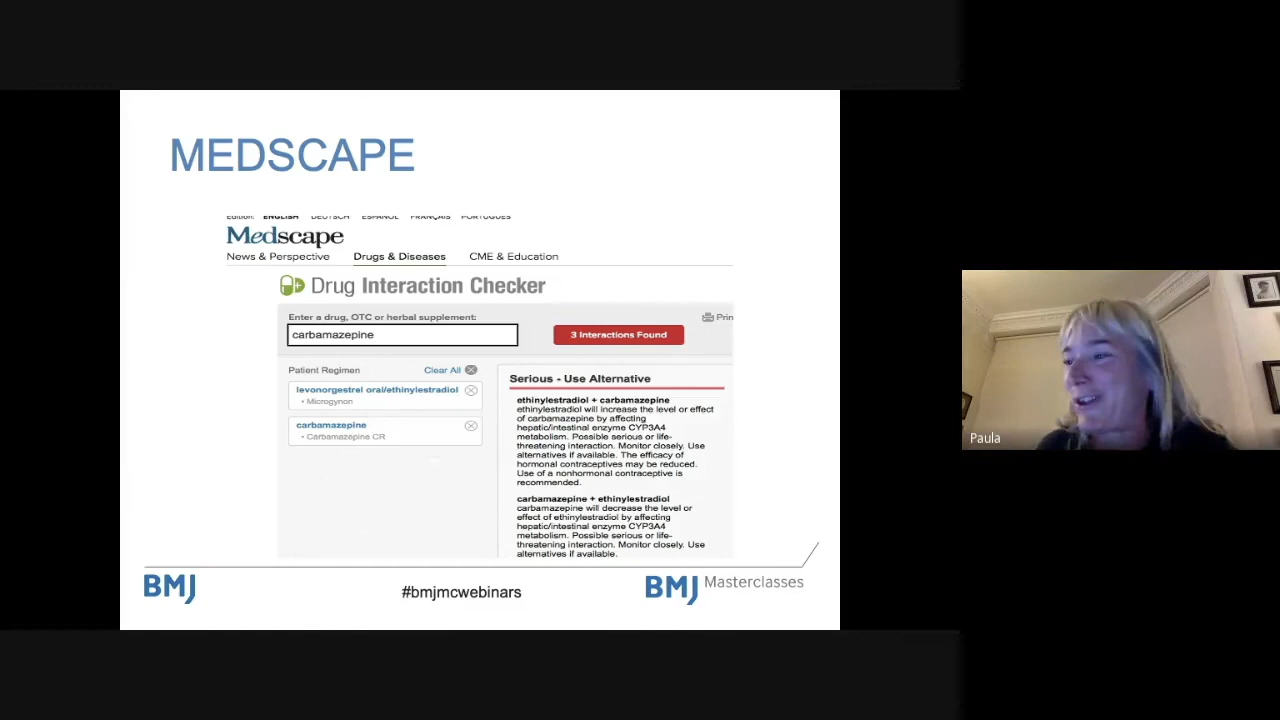 MEDSCAPE
Edition: ENGLISH DEUTSCH ESPAÑOL FRANÇAIS PORTUGUÊS
Medscape
News & Perspective Drugs & Diseases CME & Education
Drug Interaction Checker
Enter a drug, OTC or herbal supplement:
Prin
carbamazepine
3 Interactions Found
Patient Regimen Clear All
levonorgestrel oral/ethinylestradiol
• Microgynon
carbamazepine
• Carbamazepine CR
Serious - Use Alternative
ethinylestradiol + carbamazepine
ethinylestradiol will increase the level or effect
of carbamazepine by affecting
hepatic/intestinal enzyme CYP3A4
metabolism. Possible serious or life-
threatening interaction. Monitor closely. Use
alternatives if available. The efficacy of
hormonal contraceptives may be reduced.
Use of a nonhormonal contraceptive is
recommended.
carbamazepine + ethinylestradiol
carbamazepine will decrease the level or
effect of ethinylestradiol by affecting
hepatic/intestinal enzyme CYP3A4
metabolism. Possible serious or life-
threatening interaction. Monitor closely. Use
alternatives if available.
BMJ
#bmjmcwebinars
BMJ Masterclasses
Paula